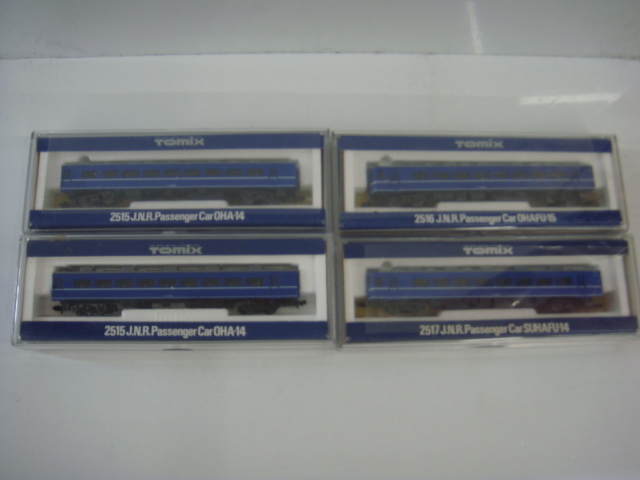 TOMIX
2515 J.N.R. Passenger Car OHA-14
TOMIX
2516 J.N.R. Passenger Car OHAFU-15
TOMIX
2515 J.N.R. Passenger Car OHA-14
TOMIX
2517 J.N.R. Passenger Car SUHAFU-14